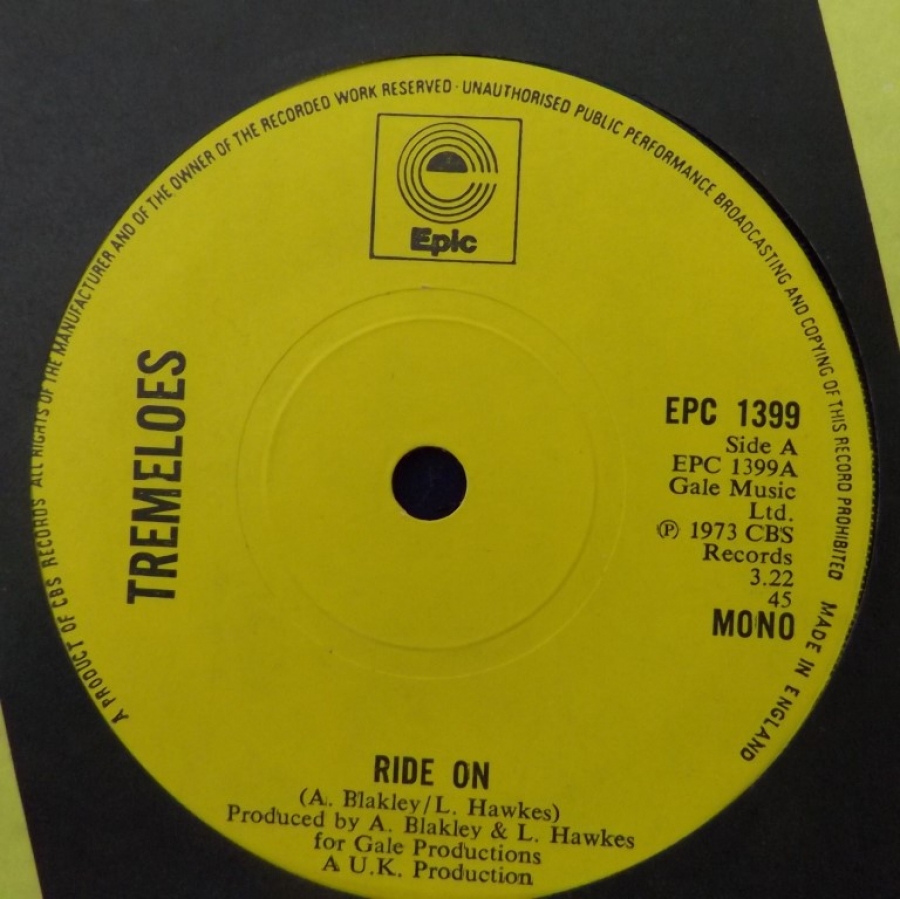 A PRODUCT OF CBS RECORDS ALL RIGHTS OF THE MANUFACTURER AND OF THE OWNER OF THE RECORDED WORK RESERVED · UNAUTHORISED PUBLIC PERFORMANCE BROADCASTING AND COPYING OF THIS RECORD PROHIBITED MADE IN ENGLAND
e
Epic
TREMELOES
EPC 1399
Side A
EPC 1399A
Gale Music
Ltd.
℗ 1973 CBS
Records
3.22
45
MONO
RIDE ON
(A. Blakley/L. Hawkes)
Produced by A. Blakley & L. Hawkes
for Gale Productions
A U.K. Production